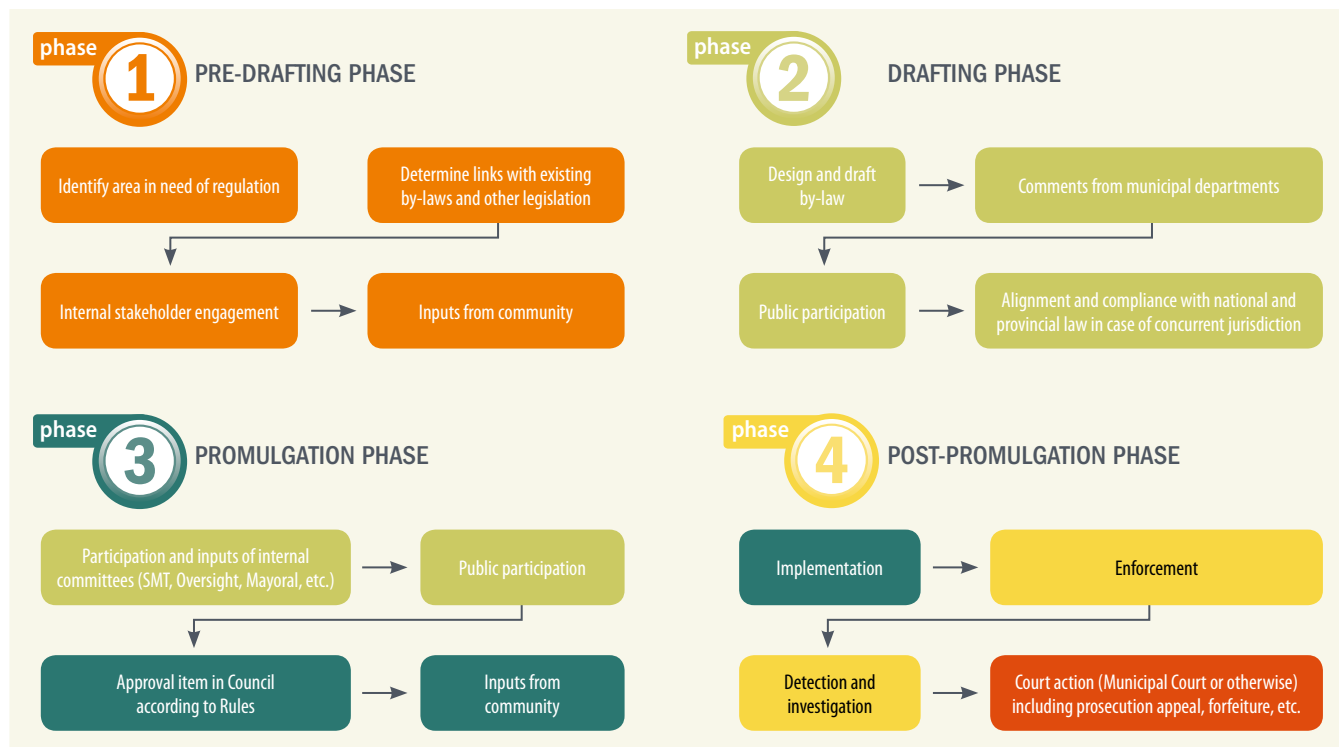 phase
1
PRE-DRAFTING PHASE
Identify area in need of regulation
Determine links with existing
by-laws and other legislation
Internal stakeholder engagement
Inputs from community
phase
2
DRAFTING PHASE
Design and draft
by-law
Comments from municipal departments
Public participation
Alignment and compliance with national and
provincial law in case of concurrent jurisdiction
phase
3
PROMULGATION PHASE
Participation and inputs of internal
committees (SMT, Oversight, Mayoral, etc.)
Public participation
Approval item in Council
according to Rules
Inputs from
community
phase
4
POST-PROMULGATION PHASE
Implementation
Enforcement
Detection and
investigation
Court action (Municipal Court or otherwise)
including prosecution appeal, forfeiture, etc.